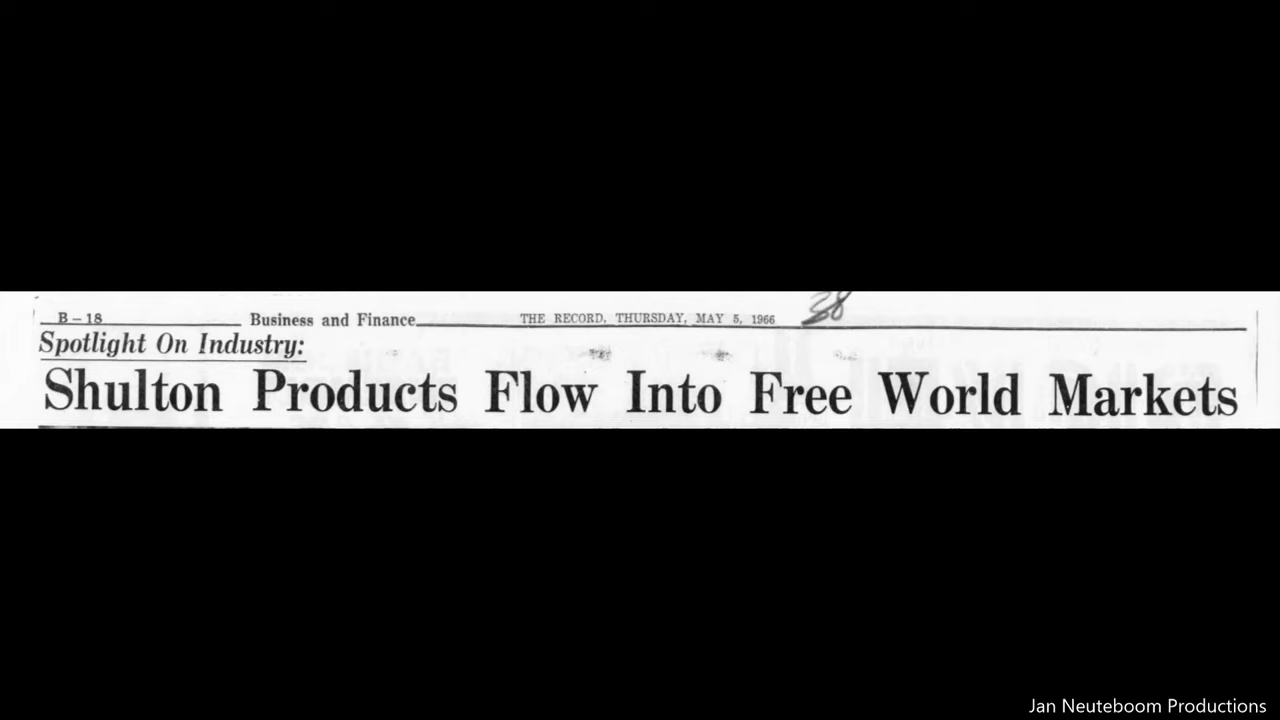 B – 18 Business and Finance THE RECORD, THURSDAY, MAY 5, 1966 38
Spotlight On Industry:
Shulton Products Flow Into Free World Markets
Jan Neuteboom Productions